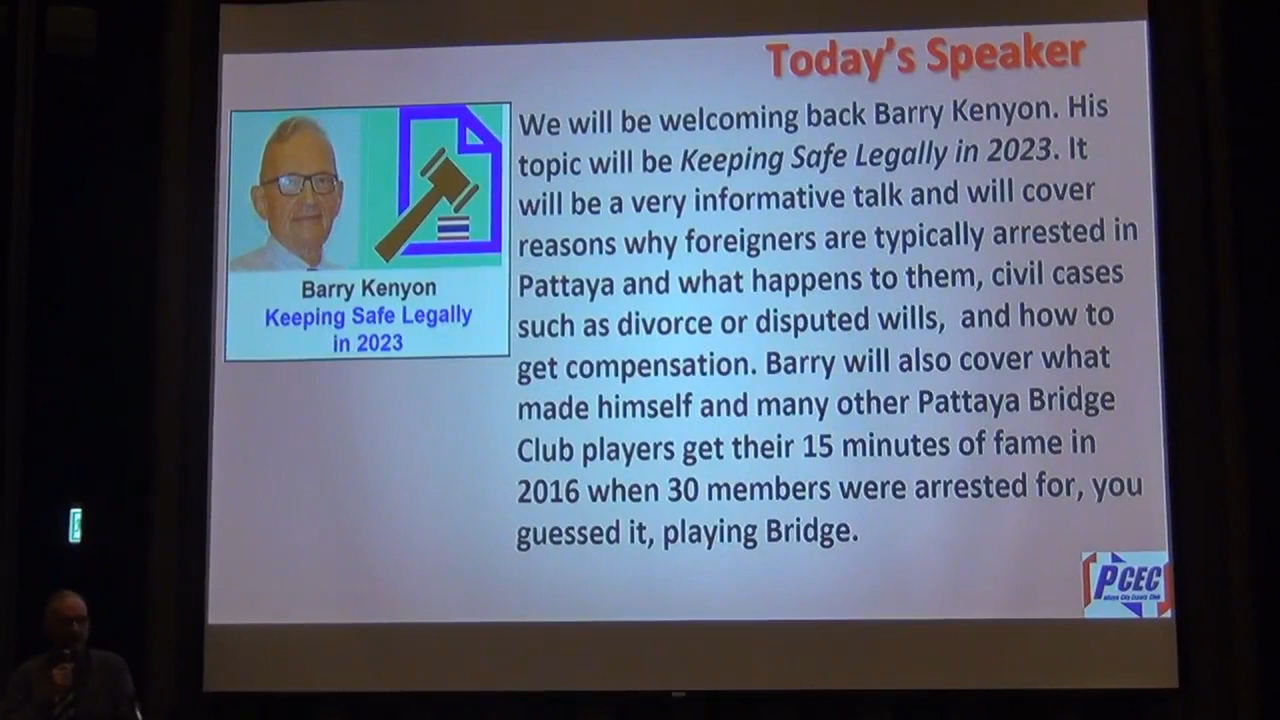 Today's Speaker
We will be welcoming back Barry Kenyon. His
topic will be Keeping Safe Legally in 2023. It
will be a very informative talk and will cover
reasons why foreigners are typically arrested in
Pattaya and what happens to them, civil cases
such as divorce or disputed wills, and how to
get compensation. Barry will also cover what
made himself and many other Pattaya Bridge
Club players get their 15 minutes of fame in
2016 when 30 members were arrested for, you
guessed it, playing Bridge.
Barry Kenyon
Keeping Safe Legally
in 2023
PCEC
Pattaya City Expats Club